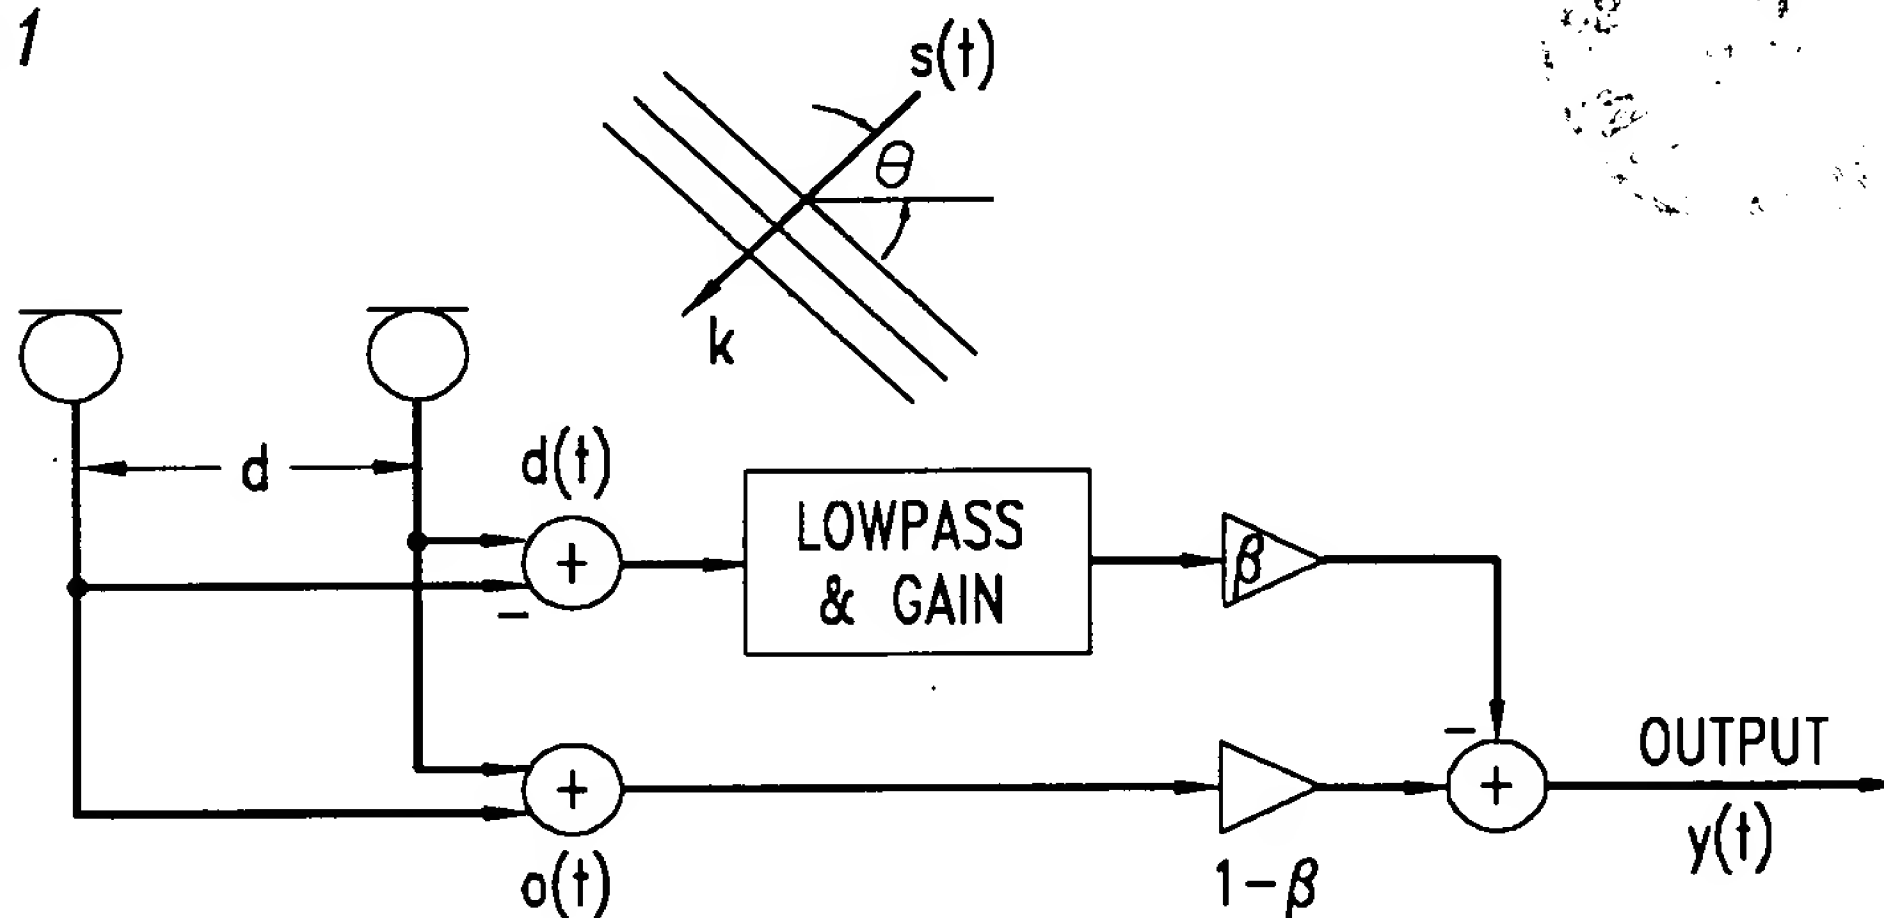 1
s(t)
θ
k
d
d(t)
LOWPASS
& GAIN
β
-
+
-
+
+
OUTPUT
y(t)
a(t)
1-β